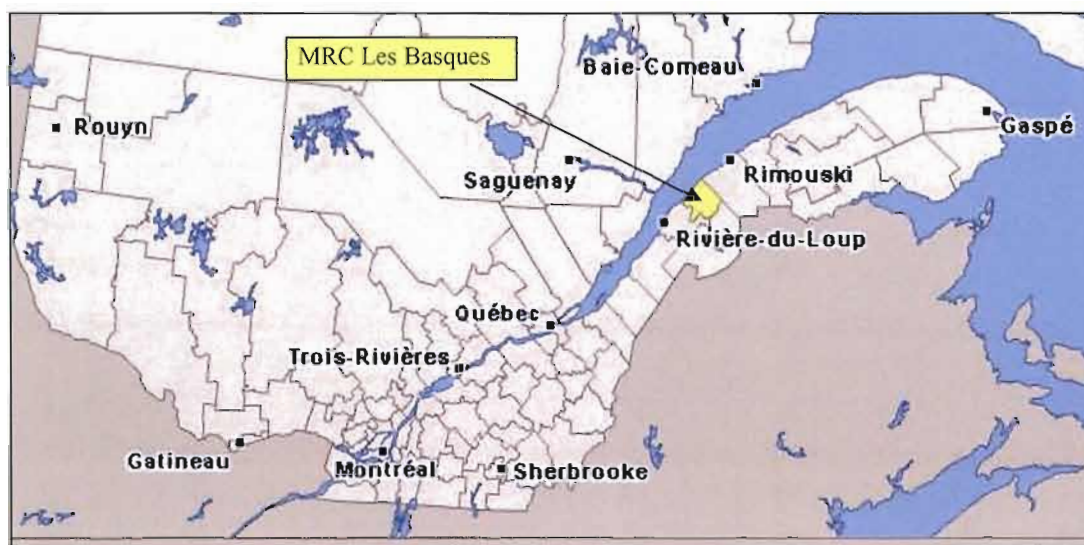 MRC Les Basques
Baie-Comeau
Rouyn
Gaspé
Saguenay
Rimouski
Rivière-du-Loup
Québec
Trois-Rivières
Gatineau
Montréal
Sherbrooke